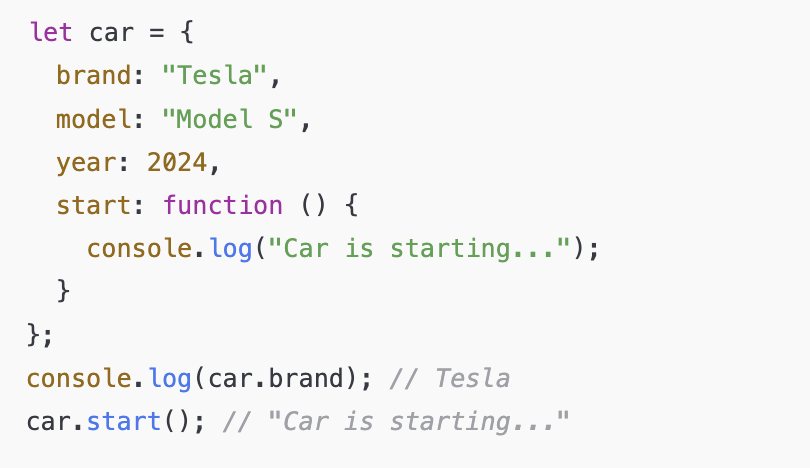 let car = {
  brand: "Tesla",
  model: "Model S",
  year: 2024,
  start: function () {
    console.log("Car is starting...");
  }
};
console.log(car.brand); // Tesla
car.start(); // "Car is starting..."